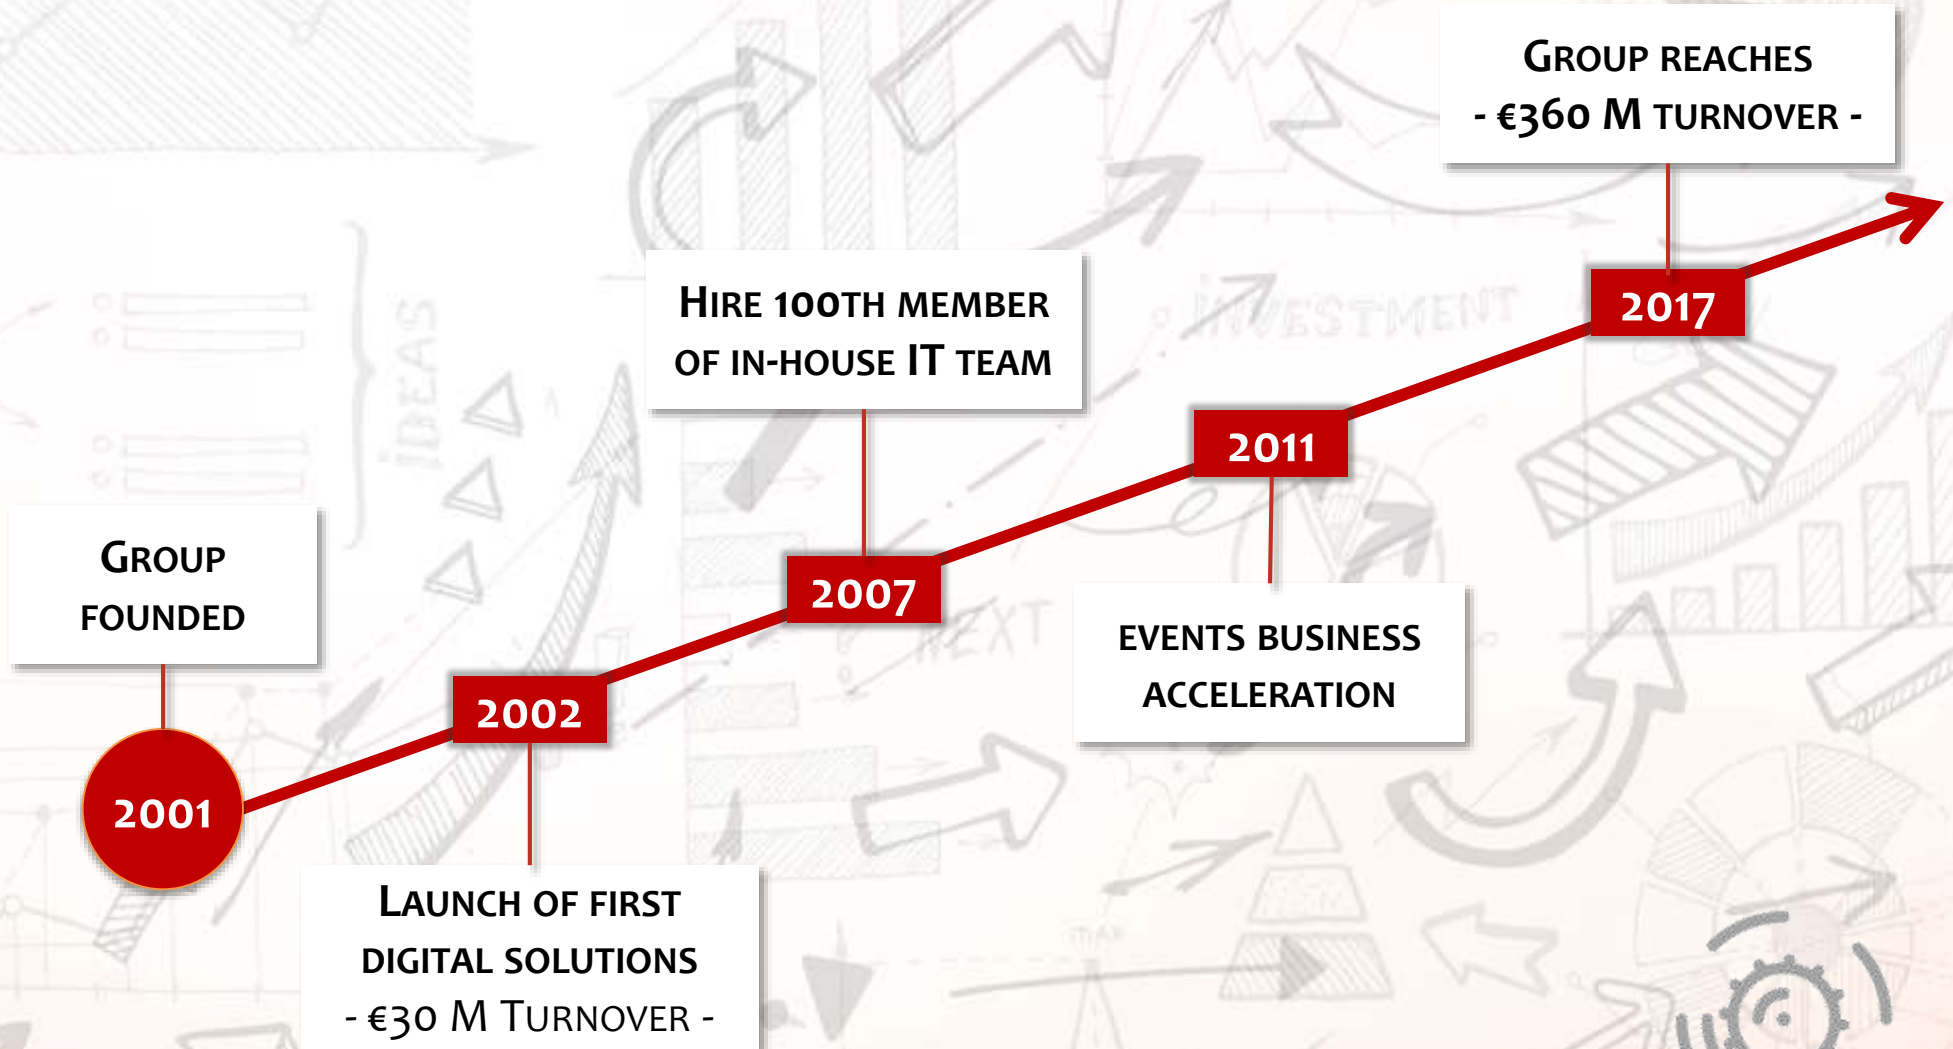 GROUP REACHES
- €360 M TURNOVER -
2017
HIRE 100TH MEMBER
OF IN-HOUSE IT TEAM
INVESTMENT
IDEAS
2011
GROUP
FOUNDED
2007
NEXT
EVENTS BUSINESS
ACCELERATION
2002
2001
LAUNCH OF FIRST
DIGITAL SOLUTIONS
- €30 M TURNOVER -